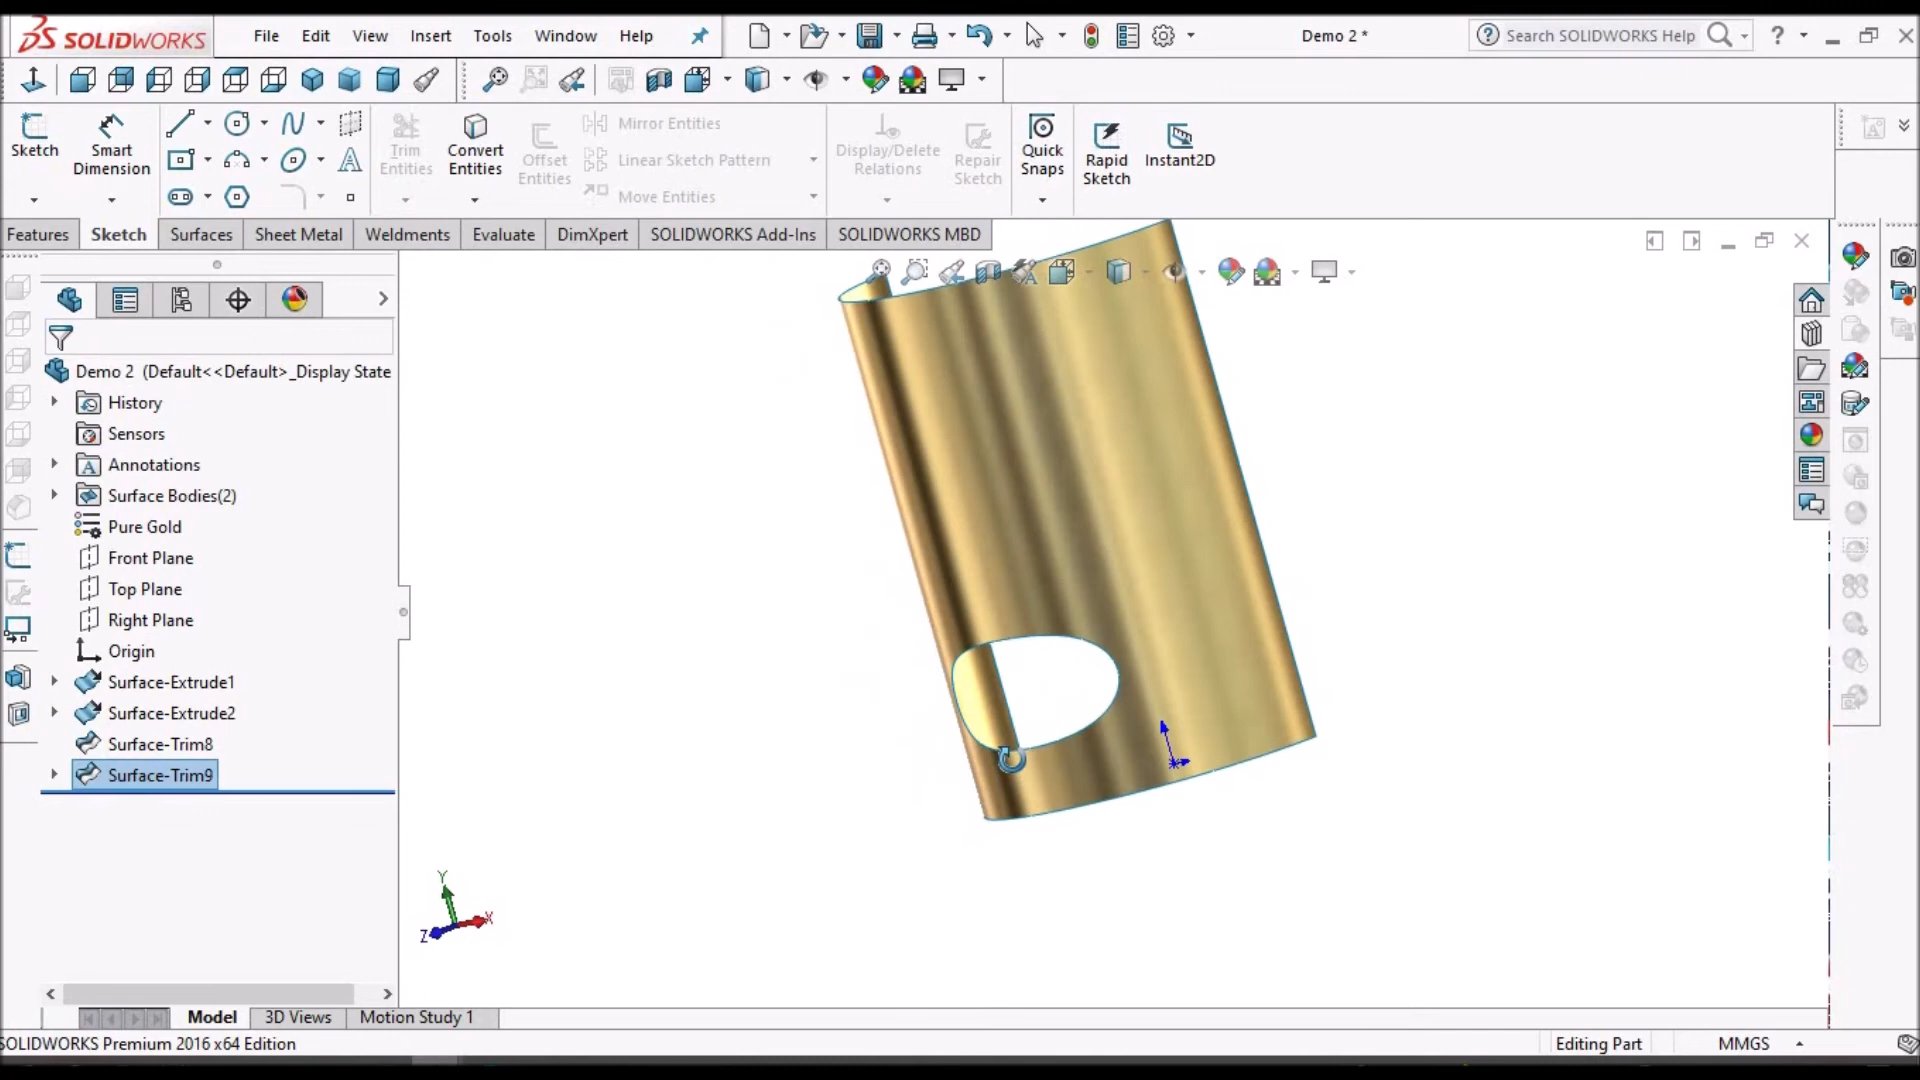 SOLIDWORKS
File Edit View Insert Tools Window Help
Demo 2 *
Search SOLIDWORKS Help
?
Sketch
Smart
Dimension
Trim
Entities
Convert
Entities
Offset
Entities
Mirror Entities
Linear Sketch Pattern
Move Entities
Display/Delete
Relations
Repair
Sketch
Quick
Snaps
Rapid
Sketch
Instant2D
Features Sketch Surfaces Sheet Metal Weldments Evaluate DimXpert SOLIDWORKS Add-Ins SOLIDWORKS MBD
Demo 2 (Default<<Default>_Display State
History
Sensors
Annotations
Surface Bodies(2)
Pure Gold
Front Plane
Top Plane
Right Plane
Origin
Surface-Extrude1
Surface-Extrude2
Surface-Trim8
Surface-Trim9
Y
X
Z
Model 3D Views Motion Study 1
SOLIDWORKS Premium 2016 x64 Edition
Editing Part
MMGS